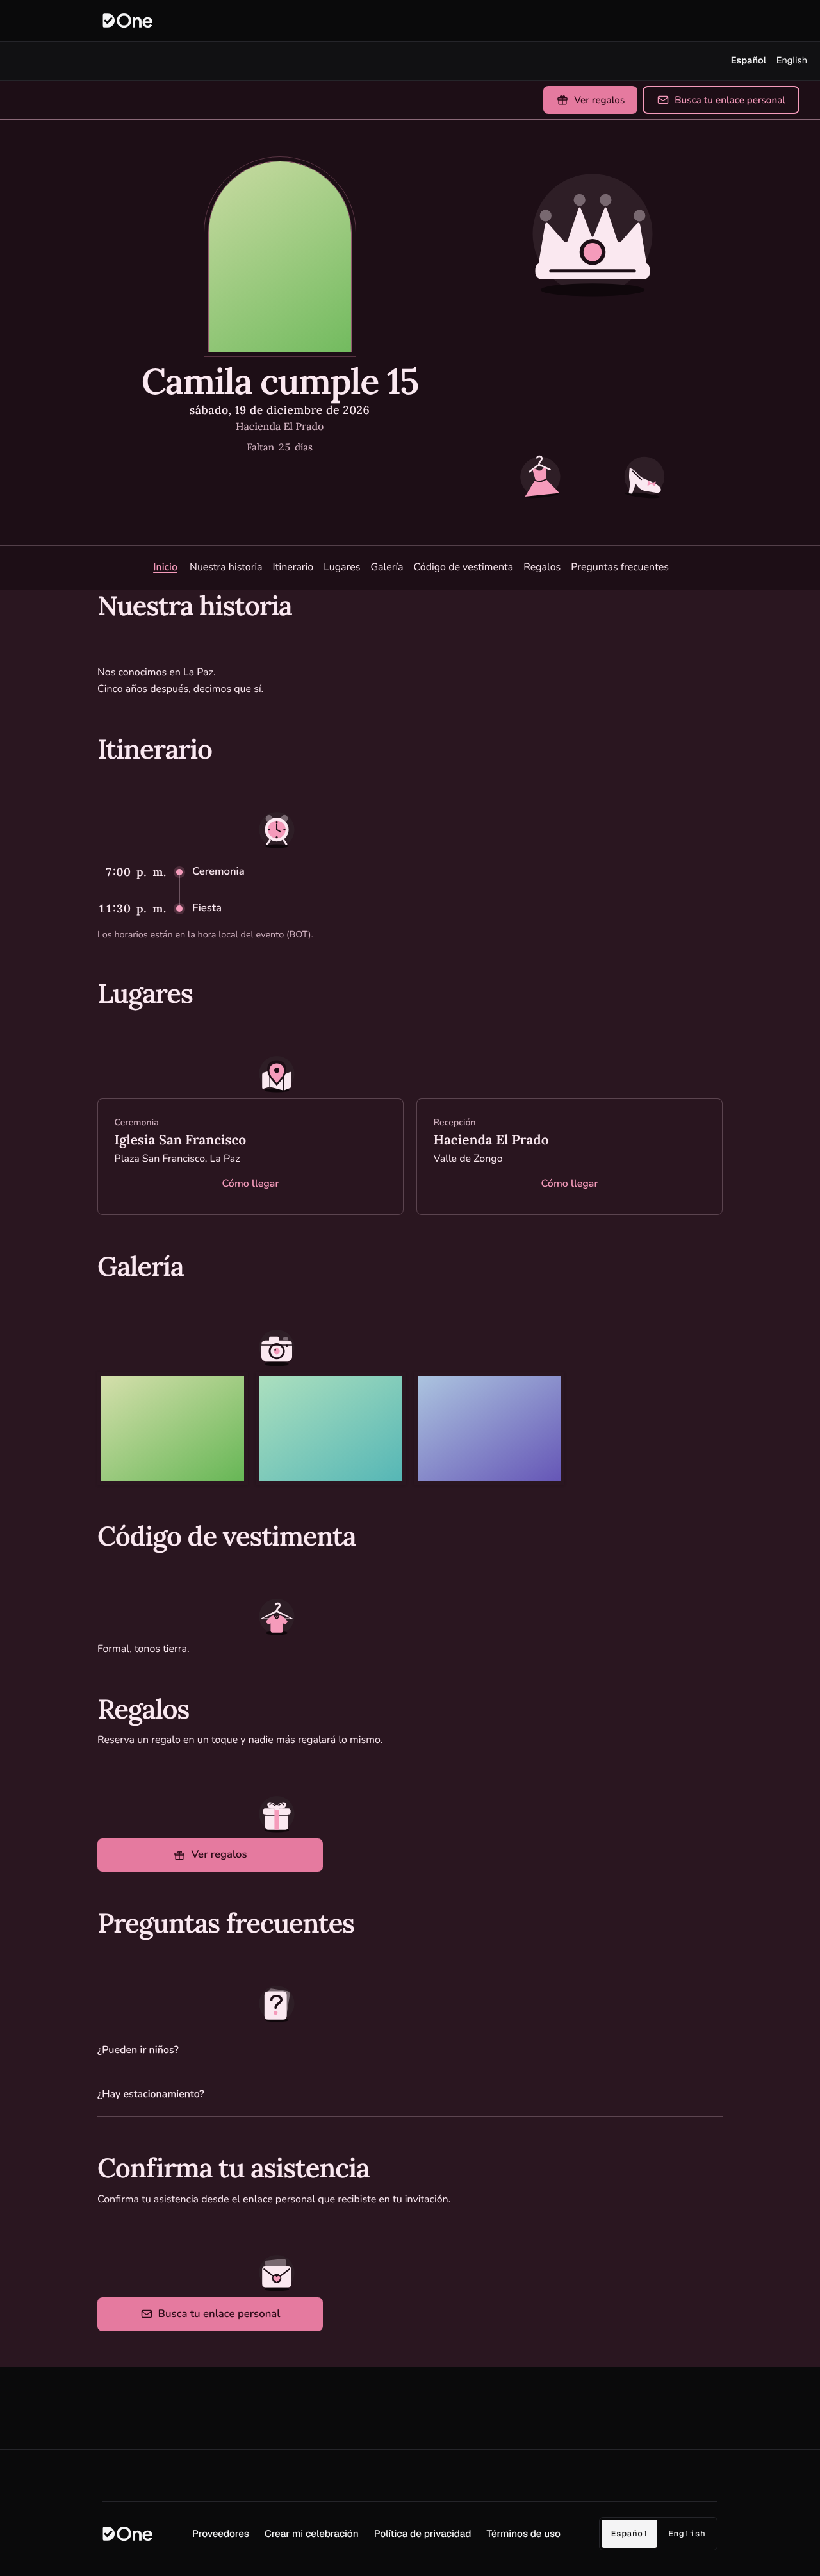 One
Español English
Ver regalos Busca tu enlace personal
Camila cumple 15
sábado, 19 de diciembre de 2026
Hacienda El Prado
Faltan 25 días
Inicio Nuestra historia Itinerario Lugares Galería Código de vestimenta Regalos Preguntas frecuentes
Nuestra historia
Nos conocimos en La Paz.
Cinco años después, decimos que sí.
Itinerario
7:00 p. m. Ceremonia
11:30 p. m. Fiesta
Los horarios están en la hora local del evento (BOT).
Lugares
Ceremonia
Iglesia San Francisco
Plaza San Francisco, La Paz
Cómo llegar
Recepción
Hacienda El Prado
Valle de Zongo
Cómo llegar
Galería
Código de vestimenta
Formal, tonos tierra.
Regalos
Reserva un regalo en un toque y nadie más regalará lo mismo.
Ver regalos
Preguntas frecuentes
?
¿Pueden ir niños?
¿Hay estacionamiento?
Confirma tu asistencia
Confirma tu asistencia desde el enlace personal que recibiste en tu invitación.
Busca tu enlace personal
One Proveedores Crear mi celebración Política de privacidad Términos de uso Español English